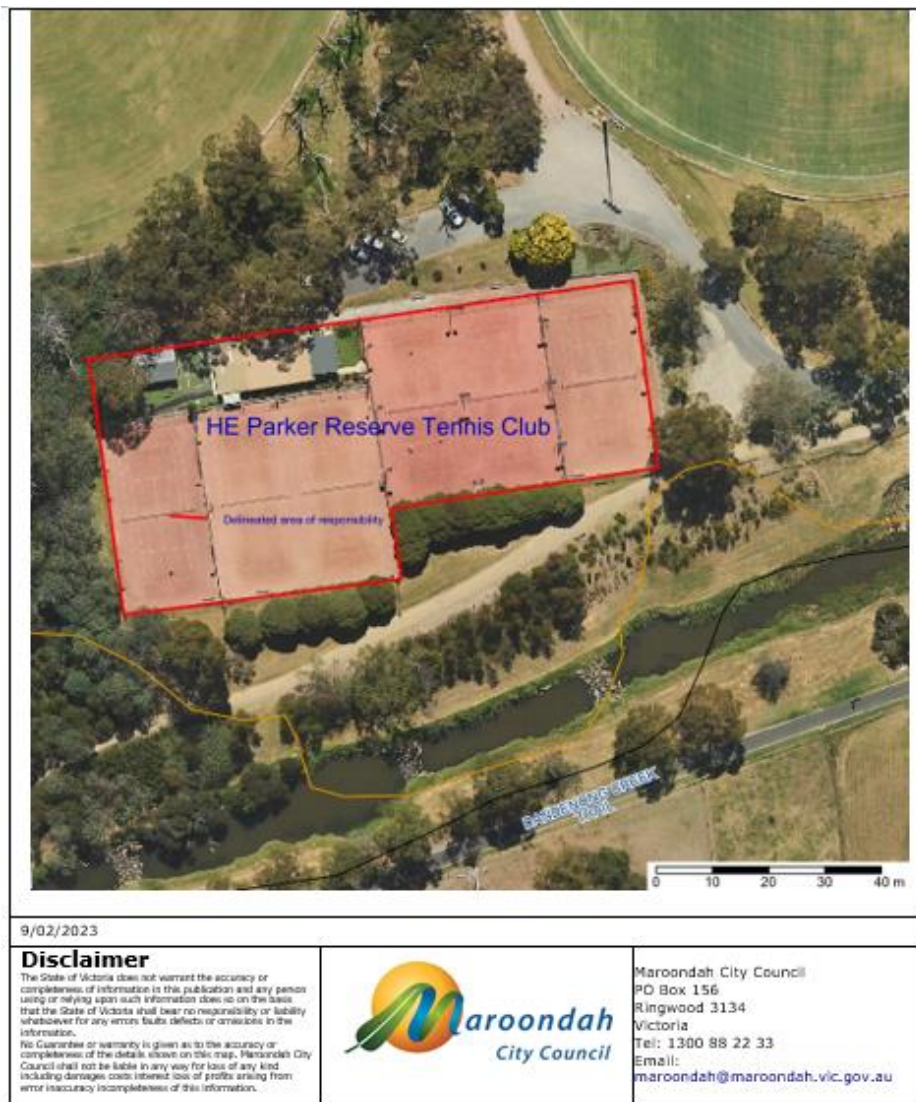 HE Parker Reserve Tennis Club
Delineated area of responsibility
DANDENONG CREEK
TRAIL
0 10 20 30 40 m
9/02/2023
Disclaimer
The State of Victoria does not warrant the accuracy or
completeness of information in this publication and any person
using or relying upon such information does so on the basis
that the State of Victoria shall bear no responsibility or liability
whatsoever for any errors faults defects or omissions in the
information.
No Guarantee or warranty is given as to the accuracy or
completeness of the details shown on this map. Maroondah City
Council shall not be liable in any way for loss of any kind
including damages costs interest loss of profits arising from
error inaccuracy incompleteness of this information.
Maroondah
City Council
Maroondah City Council
PO Box 156
Ringwood 3134
Victoria
Tel: 1300 88 22 33
Email:
maroondah@maroondah.vic.gov.au